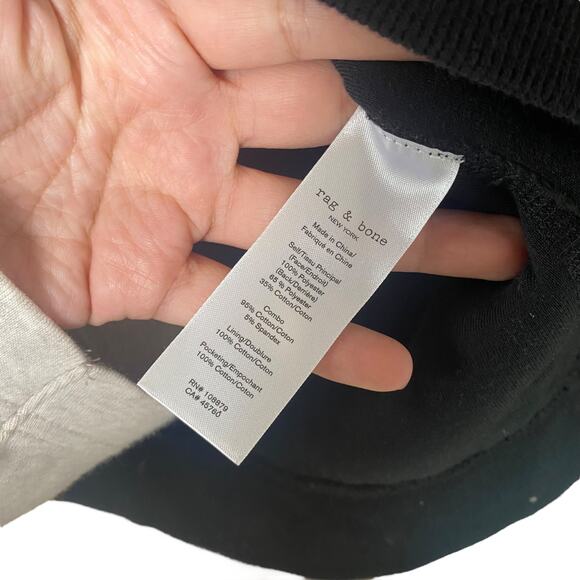 rag & bone
NEW YORK
Made in China/
Fabriqué en Chine
Self/Tissu Principal
(Face/Endroit)
100% Polyester
(Back/Derrière)
65 % Polyester
35% Cotton/Coton
Combo
95% Cotton/Coton
5% Spandex
Lining/Doublure
100% Cotton/Coton
Pocketing/Empochant
100% Cotton/Coton
RN# 108879
CA# 45760